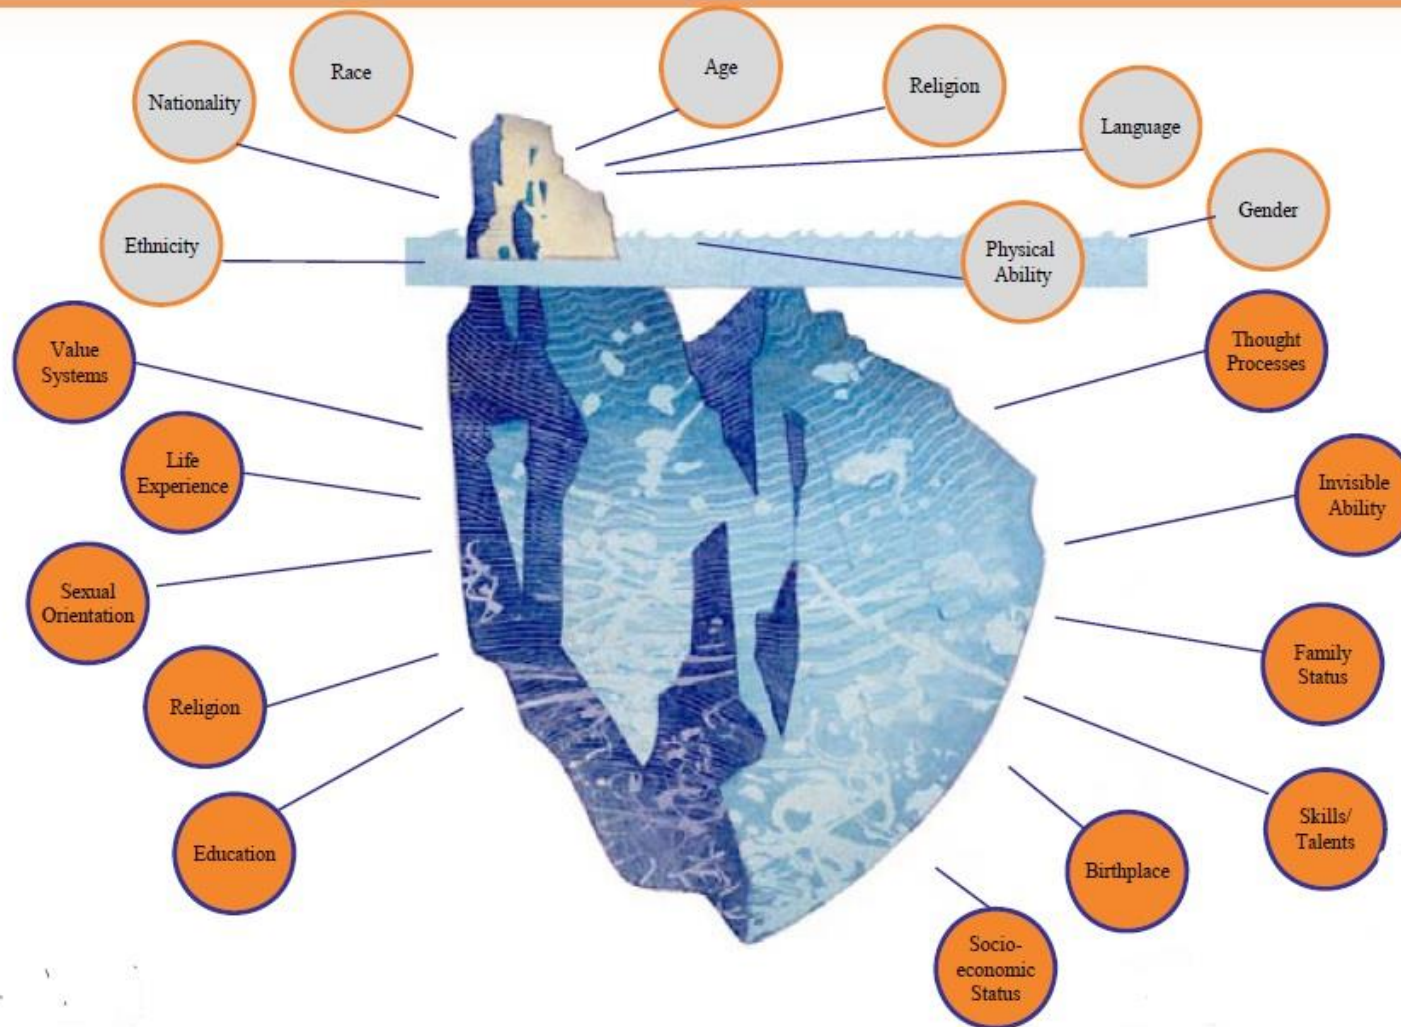 Race
Age
Religion
Nationality
Language
Gender
Ethnicity
Physical
Ability
Value
Systems
Thought
Processes
Life
Experience
Invisible
Ability
Sexual
Orientation
Family
Status
Religion
Skills/
Talents
Education
Birthplace
Socio-
economic
Status